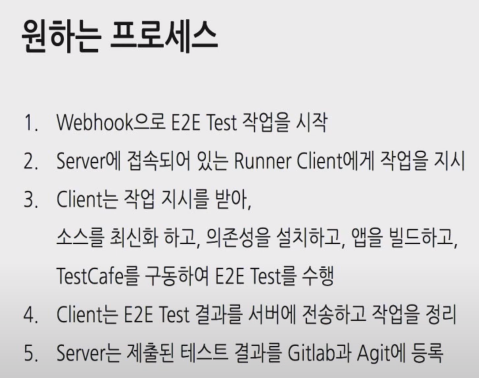 원하는 프로세스
1. Webhook으로 E2E Test 작업을 시작
2. Server에 접속되어 있는 Runner Client에게 작업을 지시
3. Client는 작업 지시를 받아,
소스를 최신화 하고, 의존성을 설치하고, 앱을 빌드하고,
TestCafe를 구동하여 E2E Test를 수행
4. Client는 E2E Test 결과를 서버에 전송하고 작업을 정리
5. Server는 제출된 테스트 결과를 Gitlab과 Agit에 등록